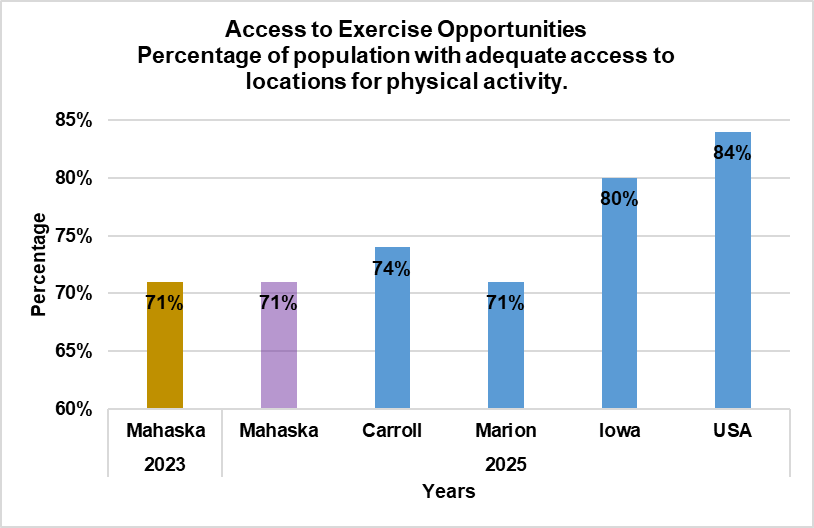 Access to Exercise Opportunities
Percentage of population with adequate access to
locations for physical activity.
85%
80%
75%
70%
65%
60%
Percentage
71%
71%
74%
71%
80%
84%
Mahaska
Mahaska
Carroll
Marion
Iowa
USA
2023
2025
Years